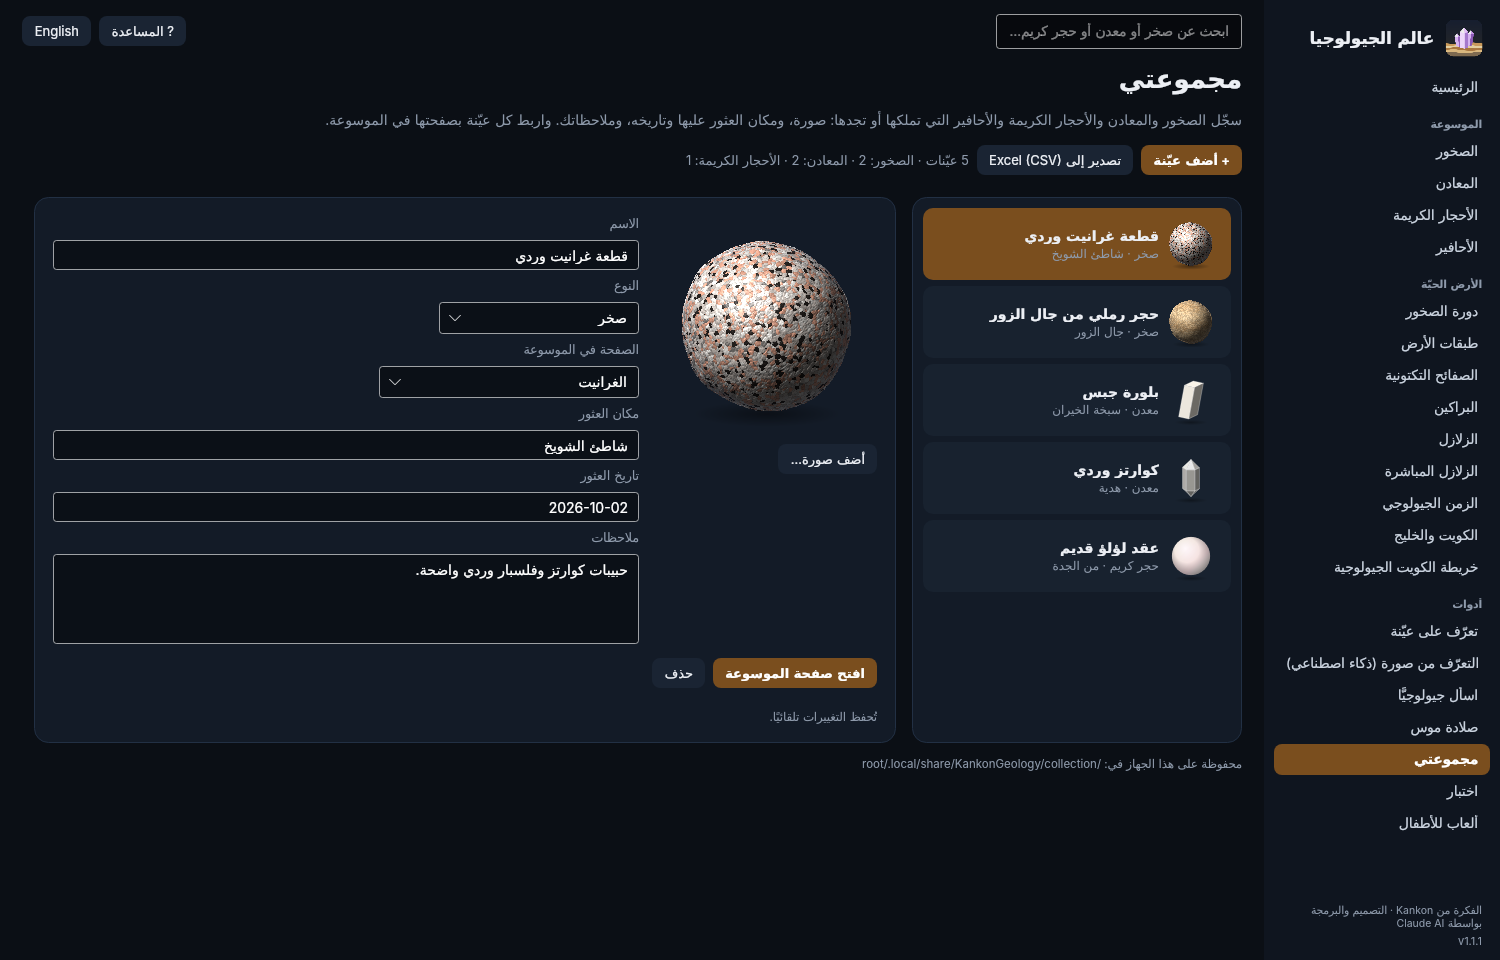 عالم الجيولوجيا
الرئيسية
الموسوعة
الصخور
المعادن
الأحجار الكريمة
الأحافير
الأرض الحيّة
دورة الصخور
طبقات الأرض
الصفائح التكتونية
البراكين
الزلازل
الزلازل المباشرة
الزمن الجيولوجي
الكويت والخليج
خريطة الكويت الجيولوجية
أدوات
تعرّف على عيّنة
التعرّف من صورة (ذكاء اصطناعي)
اسأل جيولوجيًّا
صلادة موس
مجموعتي
اختبار
ألعاب للأطفال
الفكرة من Kankon · التصميم والبرمجة
بواسطة Claude AI
v1.1.1
ابحث عن صخر أو معدن أو حجر كريم...
? المساعدة
English
مجموعتي
سجّل الصخور والمعادن والأحجار الكريمة والأحافير التي تملكها أو تجدها: صورة، ومكان العثور عليها وتاريخه، وملاحظاتك. واربط كل عيّنة بصفحتها في الموسوعة.
+ أضف عيّنة
تصدير إلى Excel (CSV)
5 عيّنات · الصخور: 2 · المعادن: 2 · الأحجار الكريمة: 1
قطعة غرانيت وردي
صخر · شاطئ الشويخ
حجر رملي من جال الزور
صخر · جال الزور
بلورة جبس
معدن · سبخة الخيران
كوارتز وردي
معدن · هدية
عقد لؤلؤ قديم
حجر كريم · من الجدة
أضف صورة...
الاسم
قطعة غرانيت وردي
النوع
صخر
الصفحة في الموسوعة
الغرانيت
مكان العثور
شاطئ الشويخ
تاريخ العثور
2026-10-02
ملاحظات
حبيبات كوارتز وفلسبار وردي واضحة.
افتح صفحة الموسوعة
حذف
تُحفظ التغييرات تلقائيًا.
محفوظة على هذا الجهاز في: root/.local/share/KankonGeology/collection/